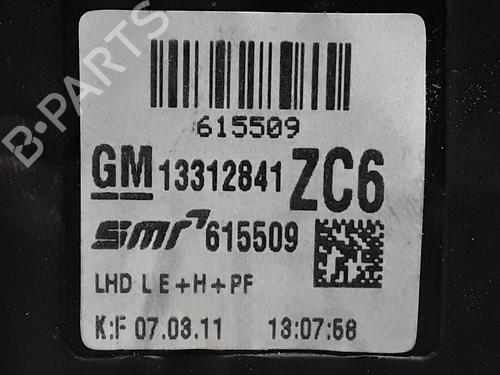 B-PARTS
615509
GM 13312841 ZC6
smr 615509
LHD L E+H+PF
K:F 07.03.11 13:07:58